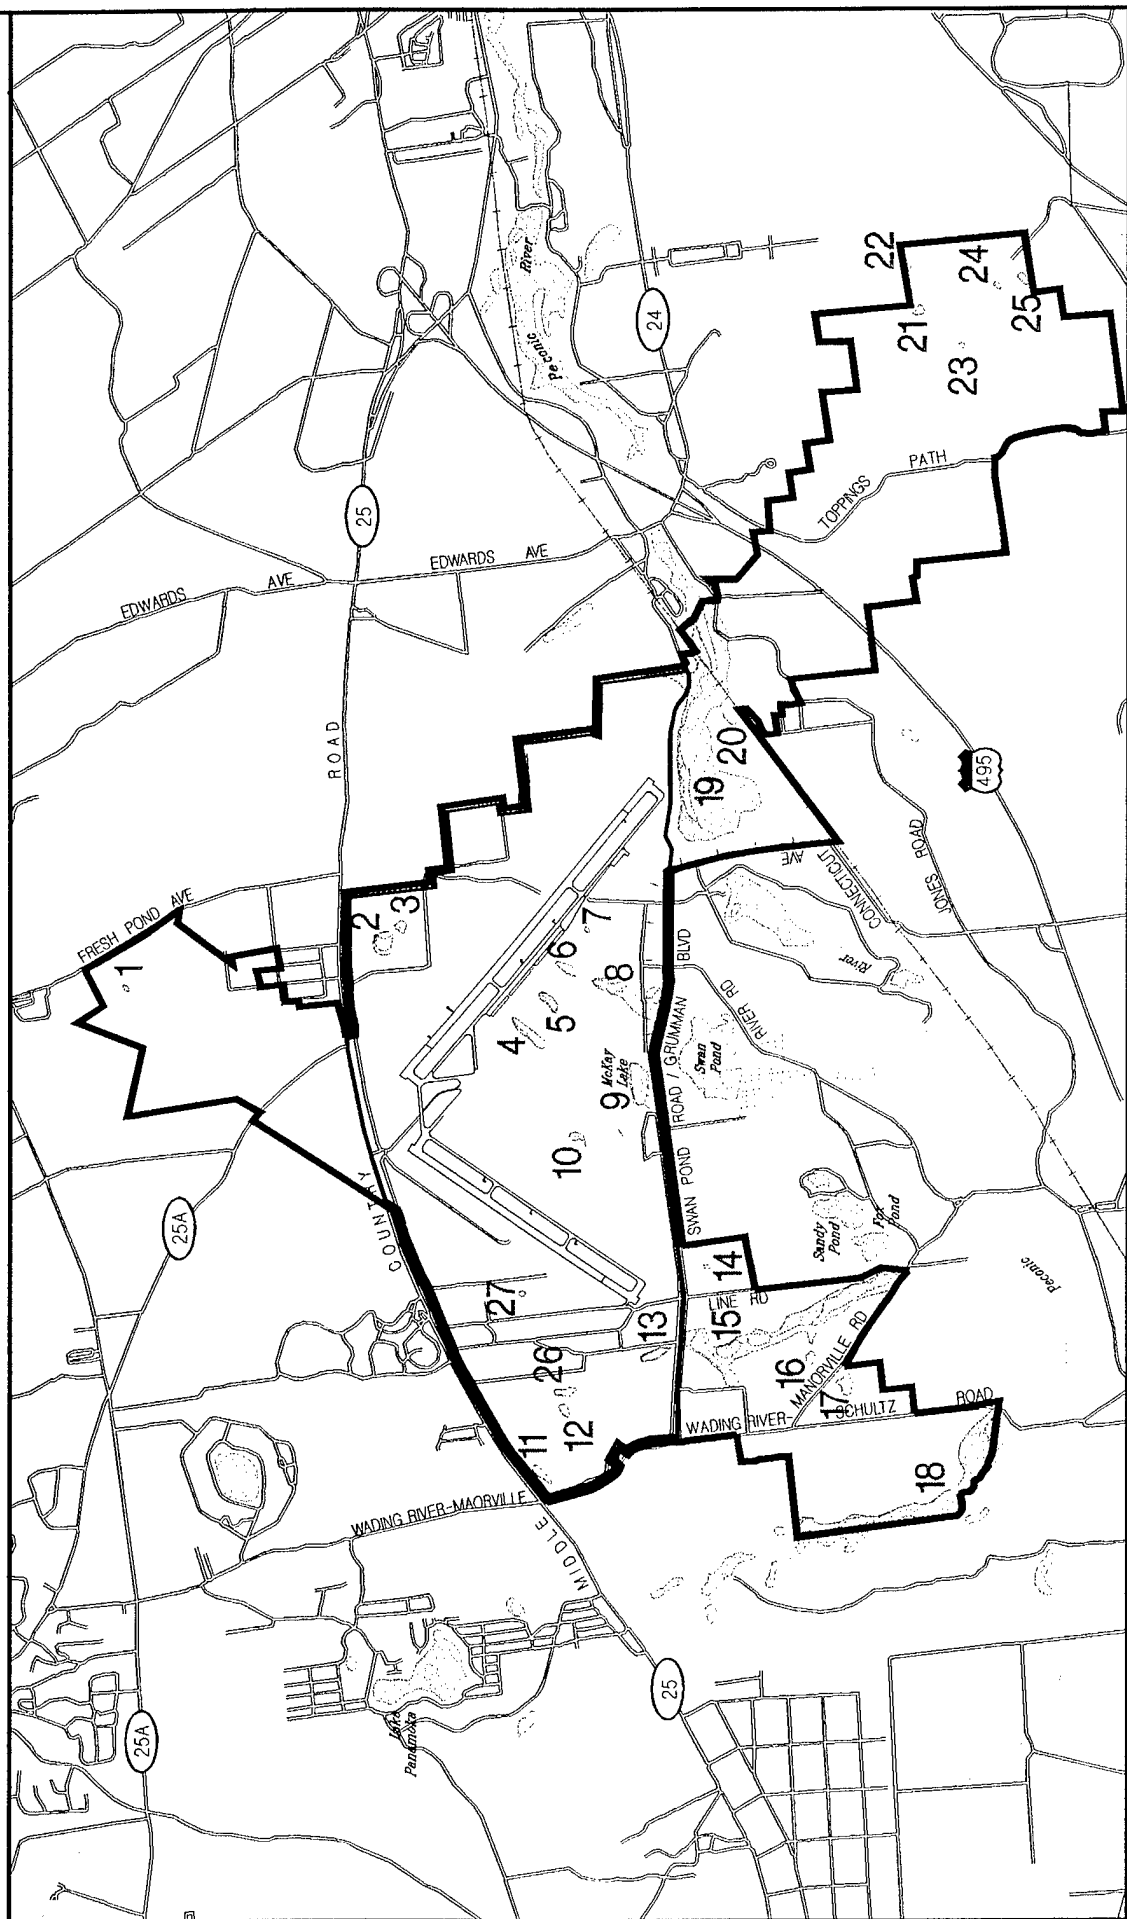 25A
25A
Lake
Panamoka
WADING RIVER-MAORVILLE
MIDDLE
COUNTRY
ROAD
25
25
FRESH POND AVE
EDWARDS
AVE
EDWARDS
AVE
1
2
3
4
5
6
7
8
9
McKay
Lake
10
11
12
13
26
27
SWAN POND
ROAD / GRUMMAN
BLVD
Swan
Pond
RIVER RD
River
14
LINE RD
15
16
17
18
WADING RIVER-
MANORVILLE RD
SCHULTZ
ROAD
Sandy
Pond
Fox
Pond
Peconic
CONNECTICUT
AVE
JONES ROAD
495
19
20
Peconic
River
24
TOPPINGS
PATH
21
22
23
24
25